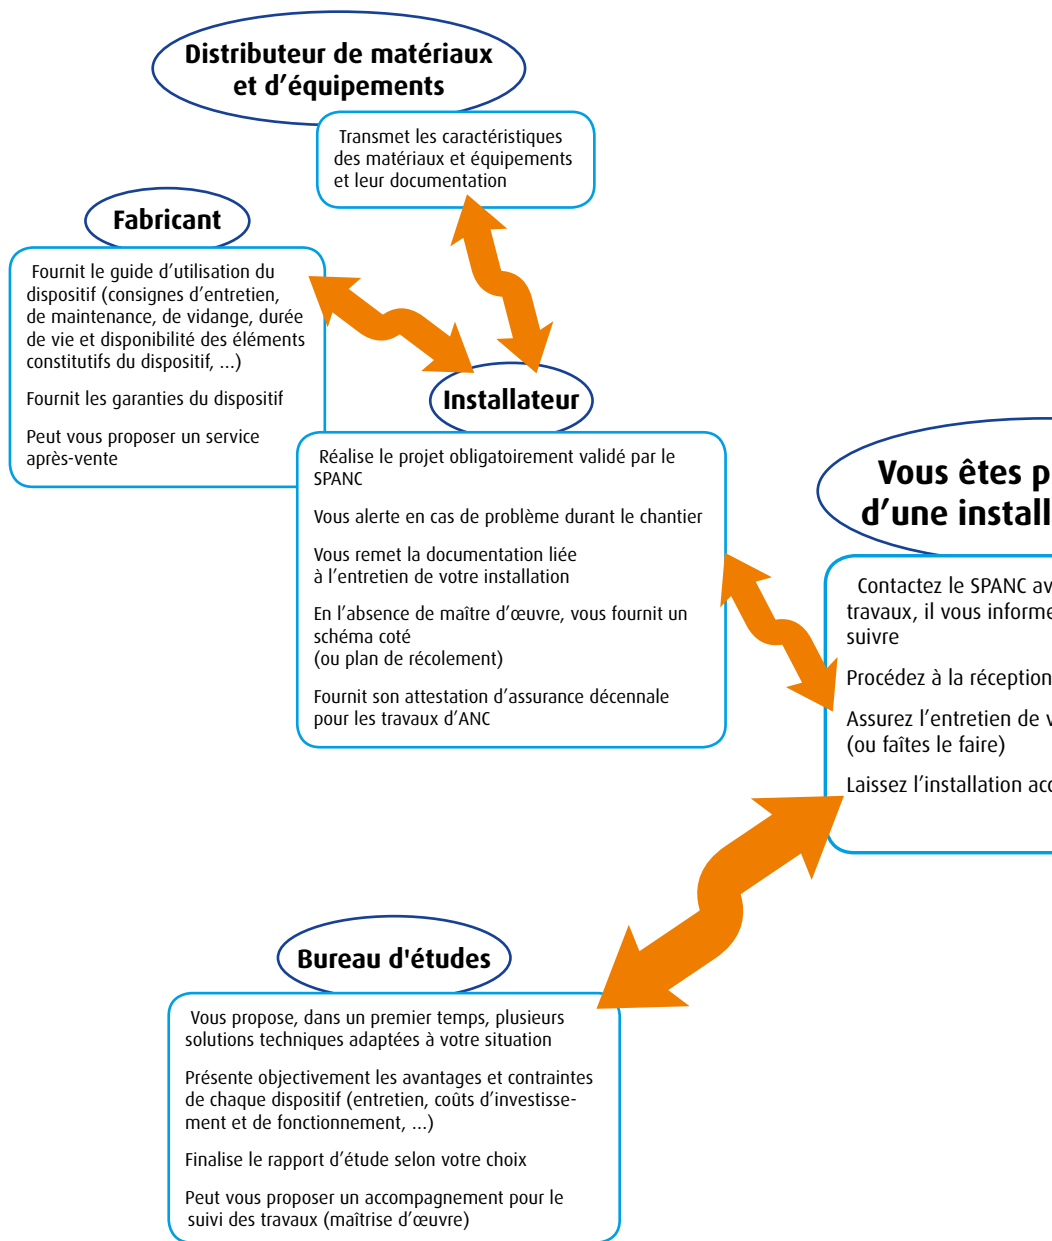 Distributeur de matériaux
et d’équipements
Transmet les caractéristiques
des matériaux et équipements
et leur documentation
Fabricant
Fournit le guide d’utilisation du
dispositif (consignes d’entretien,
de maintenance, de vidange, durée
de vie et disponibilité des éléments
constitutifs du dispositif, ...)
Fournit les garanties du dispositif
Peut vous proposer un service
après-vente
Installateur
Réalise le projet obligatoirement validé par le
SPANC
Vous alerte en cas de problème durant le chantier
Vous remet la documentation liée
à l’entretien de votre installation
En l’absence de maître d’œuvre, vous fournit un
schéma coté
(ou plan de récolement)
Fournit son attestation d’assurance décennale
pour les travaux d’ANC
Vous êtes
d’une
Contactez le SPANC
travaux, il vous
suivre
Procédez à la réception
Assurez l’entretien de
(ou faîtes le faire)
Laissez l’installation
Bureau d'études
Vous propose, dans un premier temps, plusieurs
solutions techniques adaptées à votre situation
Présente objectivement les avantages et contraintes
de chaque dispositif (entretien, coûts d’investisse-
ment et de fonctionnement, ...)
Finalise le rapport d’étude selon votre choix
Peut vous proposer un accompagnement pour le
suivi des travaux (maîtrise d’œuvre)